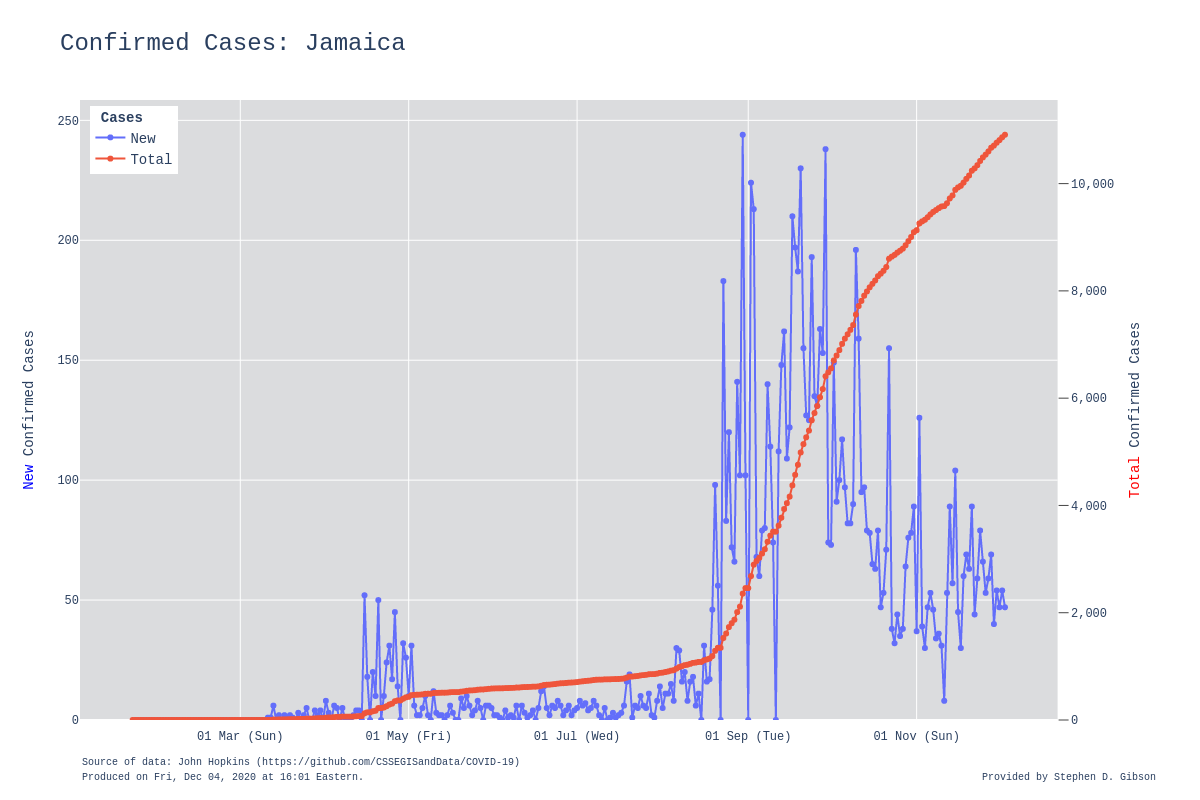 Confirmed Cases: Jamaica
Cases
New
Total
250
200
150
100
50
0
10,000
8,000
6,000
4,000
2,000
0
New Confirmed Cases
Total Confirmed Cases
01 Mar (Sun)
01 May (Fri)
01 Jul (Wed)
01 Sep (Tue)
01 Nov (Sun)
Source of data: John Hopkins (https://github.com/CSSEGISandData/COVID-19)
Produced on Fri, Dec 04, 2020 at 16:01 Eastern.
Provided by Stephen D. Gibson